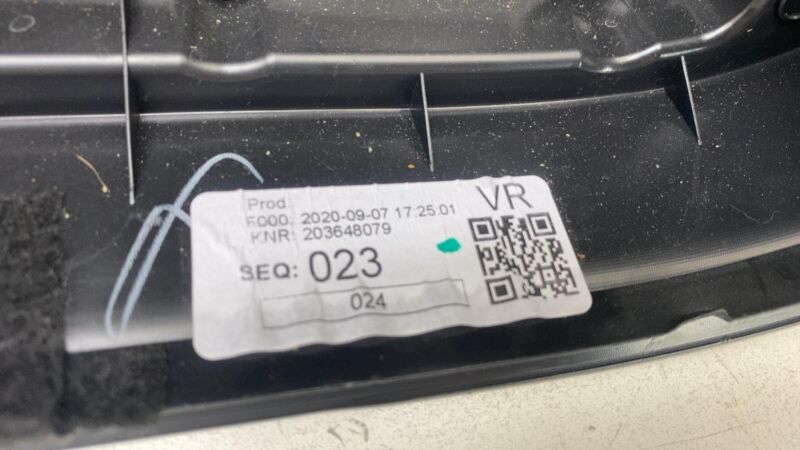 Prod.
VR
F000: 2020-09-07 17:25:01
KNR: 203648079
SEQ: 023
024